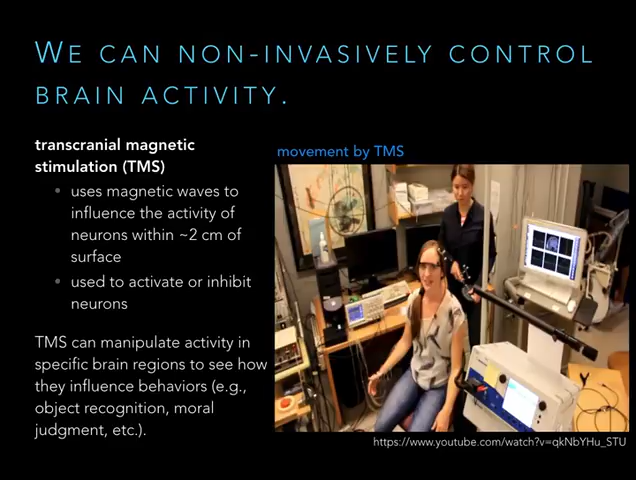 WE CAN NON-INVASIVELY CONTROL
BRAIN ACTIVITY.
transcranial magnetic
stimulation (TMS)
• uses magnetic waves to
influence the activity of
neurons within ~2 cm of
surface
• used to activate or inhibit
neurons
TMS can manipulate activity in
specific brain regions to see how
they influence behaviors (e.g.,
object recognition, moral
judgment, etc.).
movement by TMS
https://www.youtube.com/watch?v=qkNbYHu_STU